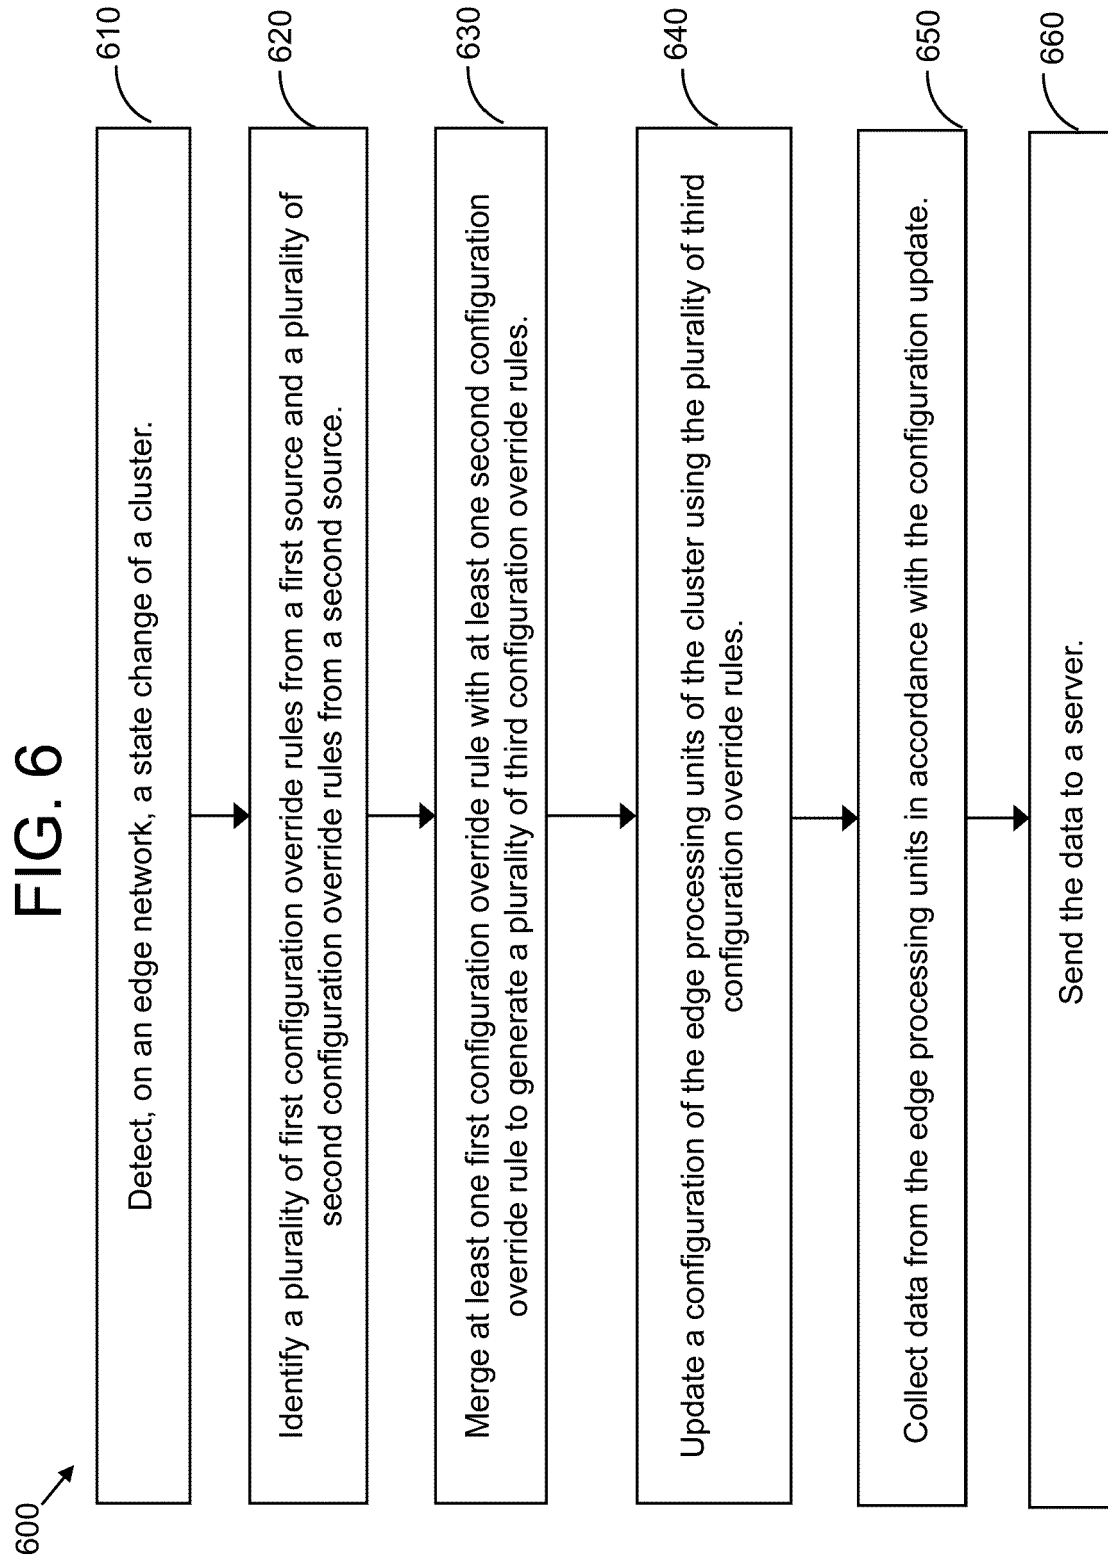 FIG. 6
600
610
Detect, on an edge network, a state change of a cluster.
620
Identify a plurality of first configuration override rules from a first source and a plurality of
second configuration override rules from a second source.
630
Merge at least one first configuration override rule with at least one second configuration
override rule to generate a plurality of third configuration override rules.
640
Update a configuration of the edge processing units of the cluster using the plurality of third
configuration override rules.
650
Collect data from the edge processing units in accordance with the configuration update.
660
Send the data to a server.